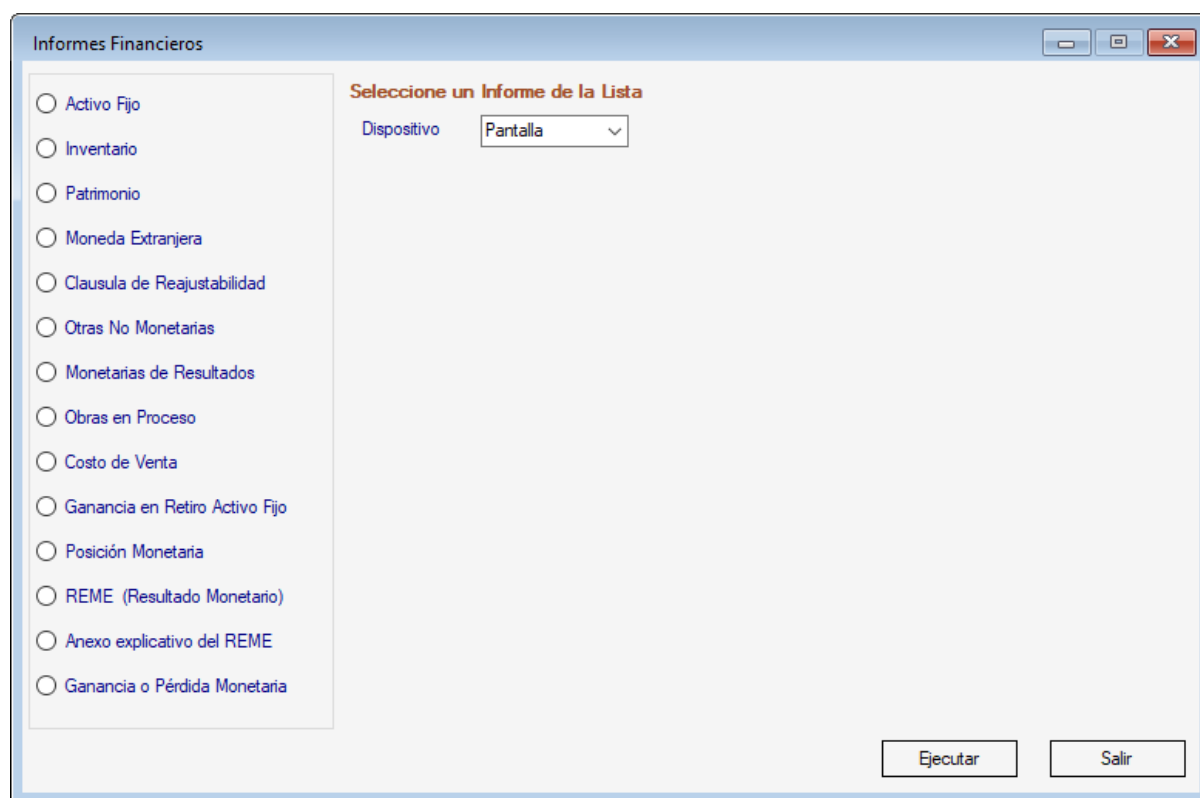 Informes Financieros
Activo Fijo
Inventario
Patrimonio
Moneda Extranjera
Clausula de Reajustabilidad
Otras No Monetarias
Monetarias de Resultados
Obras en Proceso
Costo de Venta
Ganancia en Retiro Activo Fijo
Posición Monetaria
REME (Resultado Monetario)
Anexo explicativo del REME
Ganancia o Pérdida Monetaria
Seleccione un Informe de la Lista
Dispositivo Pantalla
Ejecutar Salir